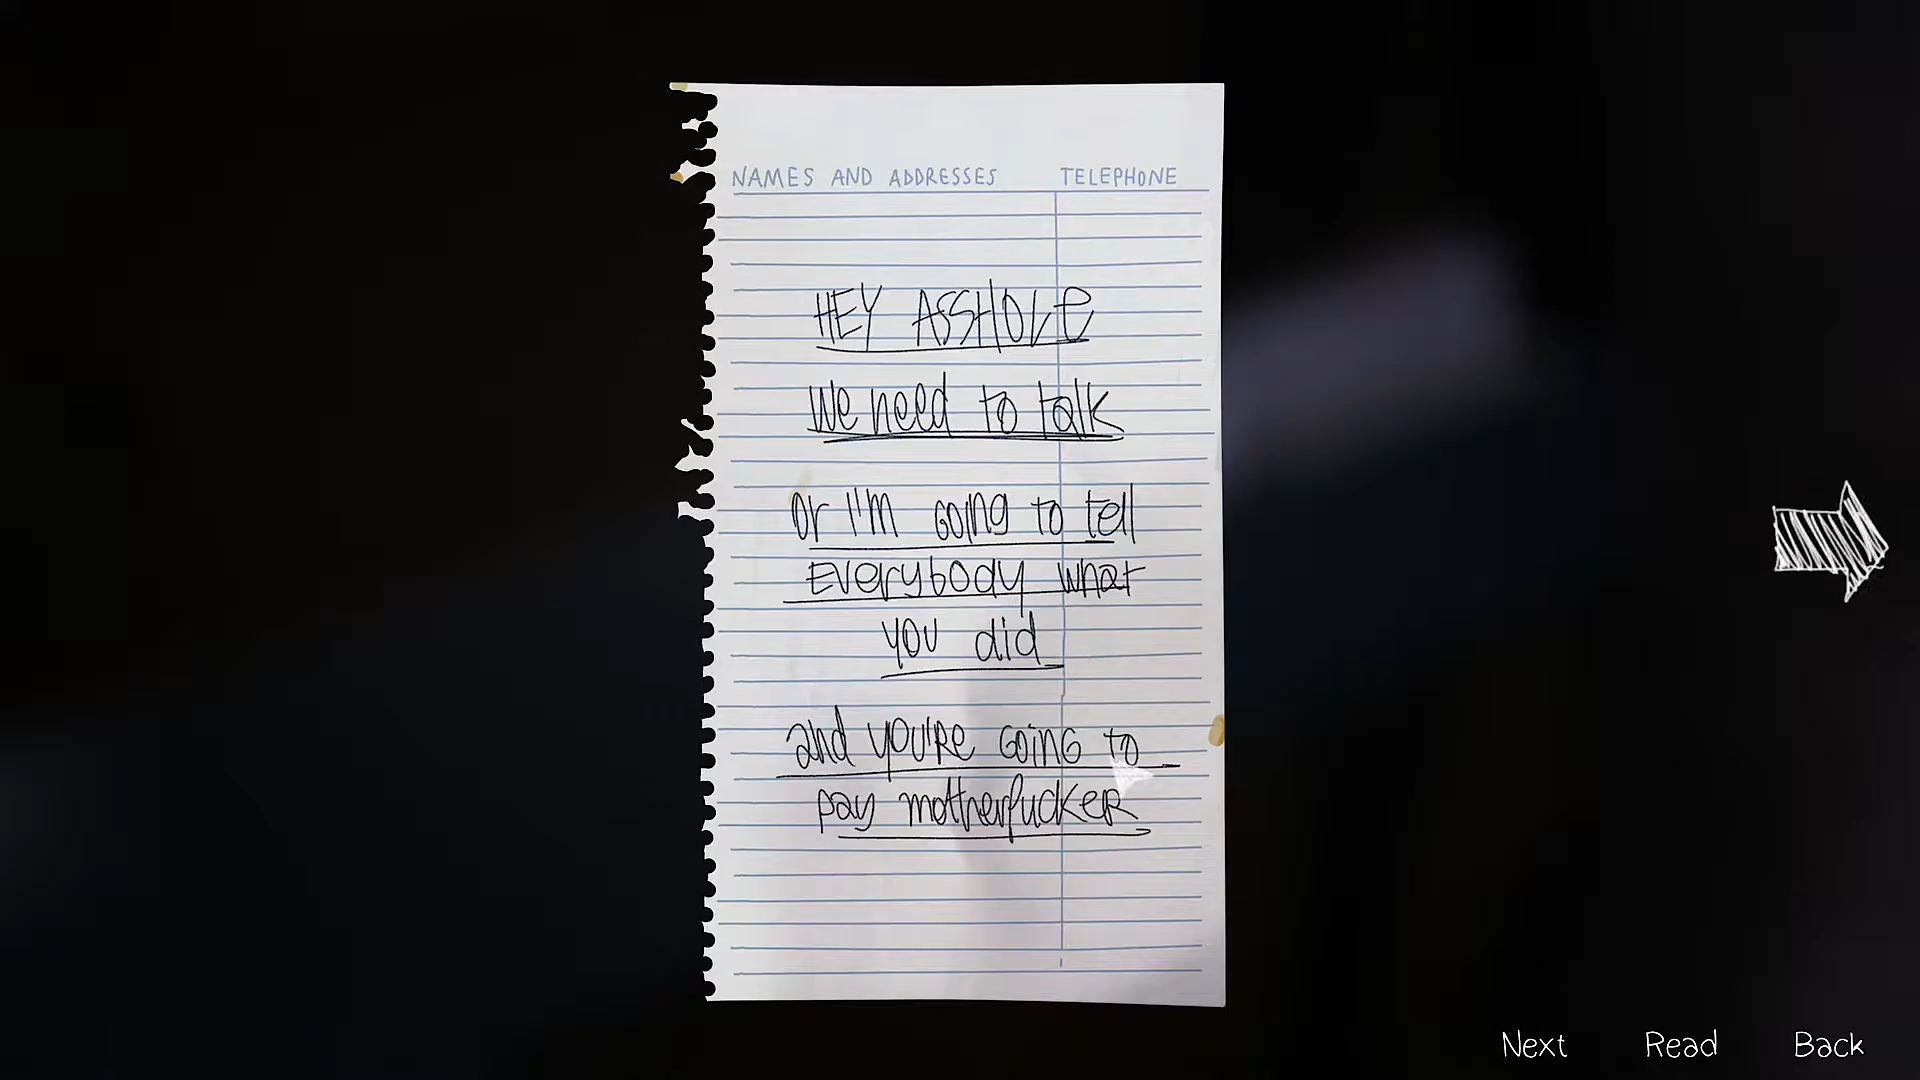 NAMES AND ADDRESSES TELEPHONE
HEY ASSHOLE
We need to talk
Or I'm GOING to tell
Everybody what
you did
and you're GOING to
pay motherfucker
Next Read Back